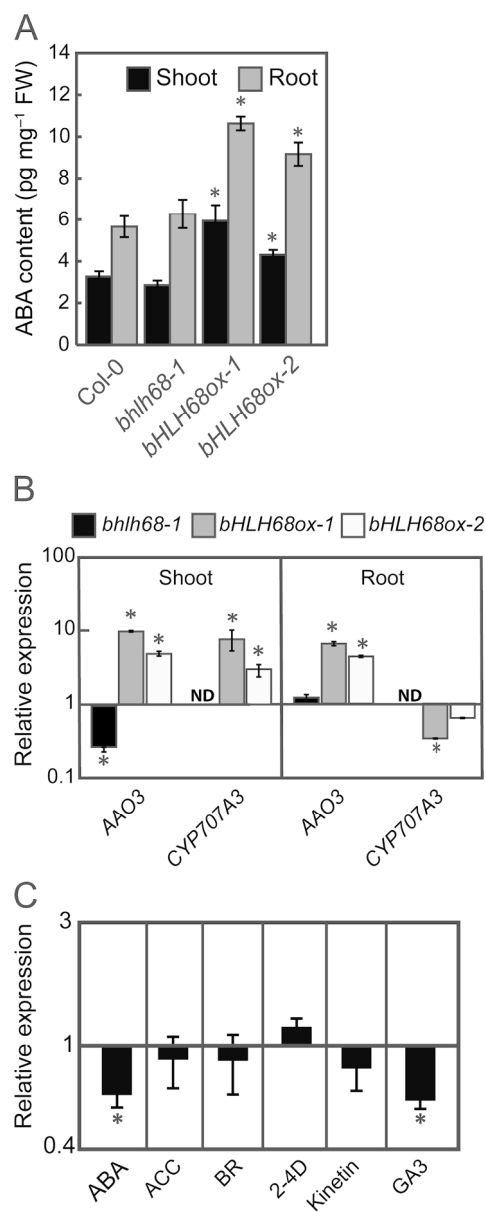 A
ABA content (pg mg⁻¹ FW)
14
12
10
8
6
4
2
0
Shoot Root
*
*
*
*
Col-0
bhlh68-1
bHLH68ox-1
bHLH68ox-2
B
bhlh68-1 bHLH68ox-1 bHLH68ox-2
Relative expression
100
10
1
0.1
Shoot Root
* * * * * *
ND ND
* *
AAO3 CYP707A3 AAO3 CYP707A3
C
Relative expression
3
1
0.4
* *
ABA
ACC
BR
2-4D
Kinetin
GA3